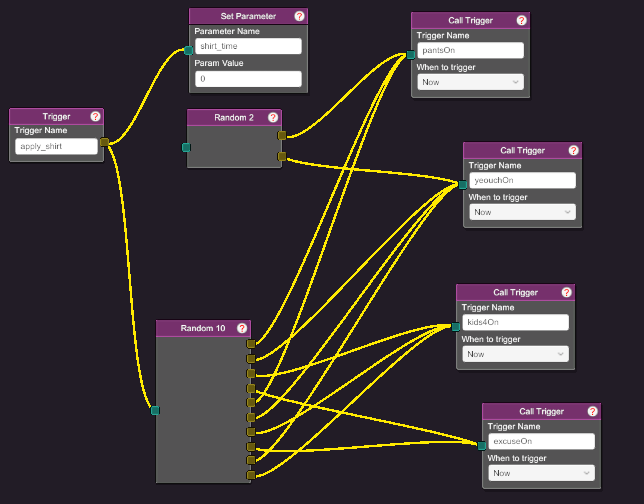 Trigger ?
Trigger Name
apply_shirt
Set Parameter ?
Parameter Name
shirt_time
Param Value
0
Random 2 ?
Random 10 ?
Call Trigger ?
Trigger Name
pantsOn
When to trigger
Now
Call Trigger ?
Trigger Name
yeouchOn
When to trigger
Now
Call Trigger ?
Trigger Name
kids4On
When to trigger
Now
Call Trigger ?
Trigger Name
excuseOn
When to trigger
Now